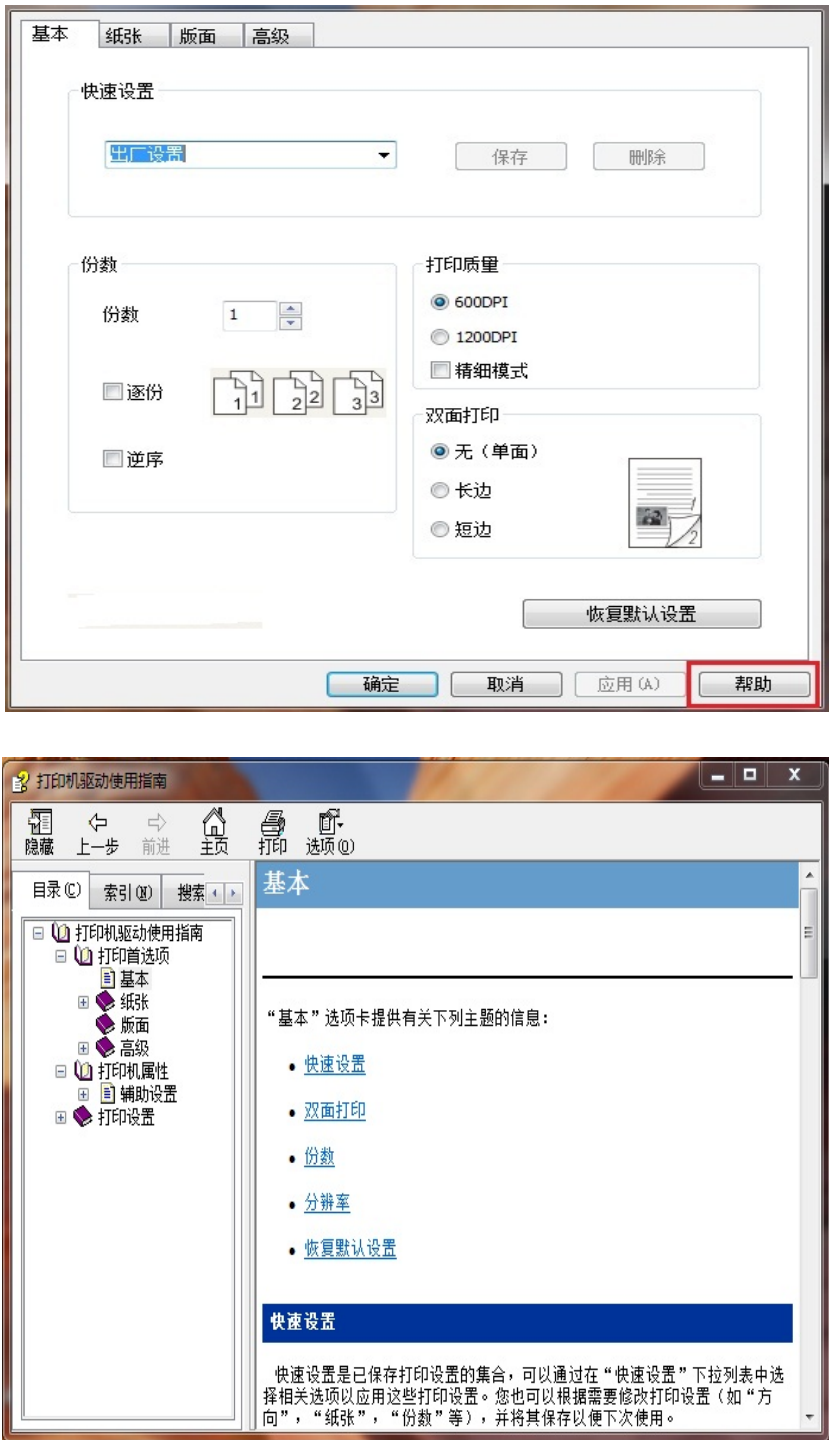 基本 纸张 版面 高级
快速设置
出厂设置 保存 删除
份数 打印质量
份数 1 600DPI
1200DPI
精细模式
逐份 1 1 2 2 3 3
双面打印
逆序 无（单面）
长边
短边
1
2
恢复默认设置
确定 取消 应用(A) 帮助
打印机驱动使用指南
隐藏 上一步 前进 主页 打印 选项(O)
目录(C) 索引(N) 搜索
打印机驱动使用指南
打印首选项
基本
纸张
版面
高级
打印机属性
辅助设置
打印设置
基本
“基本”选项卡提供有关下列主题的信息：
• 快速设置
• 双面打印
• 份数
• 分辨率
• 恢复默认设置
快速设置
快速设置是已保存打印设置的集合，可以通过在“快速设置”下拉列表中选
择相关选项以应用这些打印设置。您也可以根据需要修改打印设置（如“方
向”，“纸张”，“份数”等），并将其保存以便下次使用。